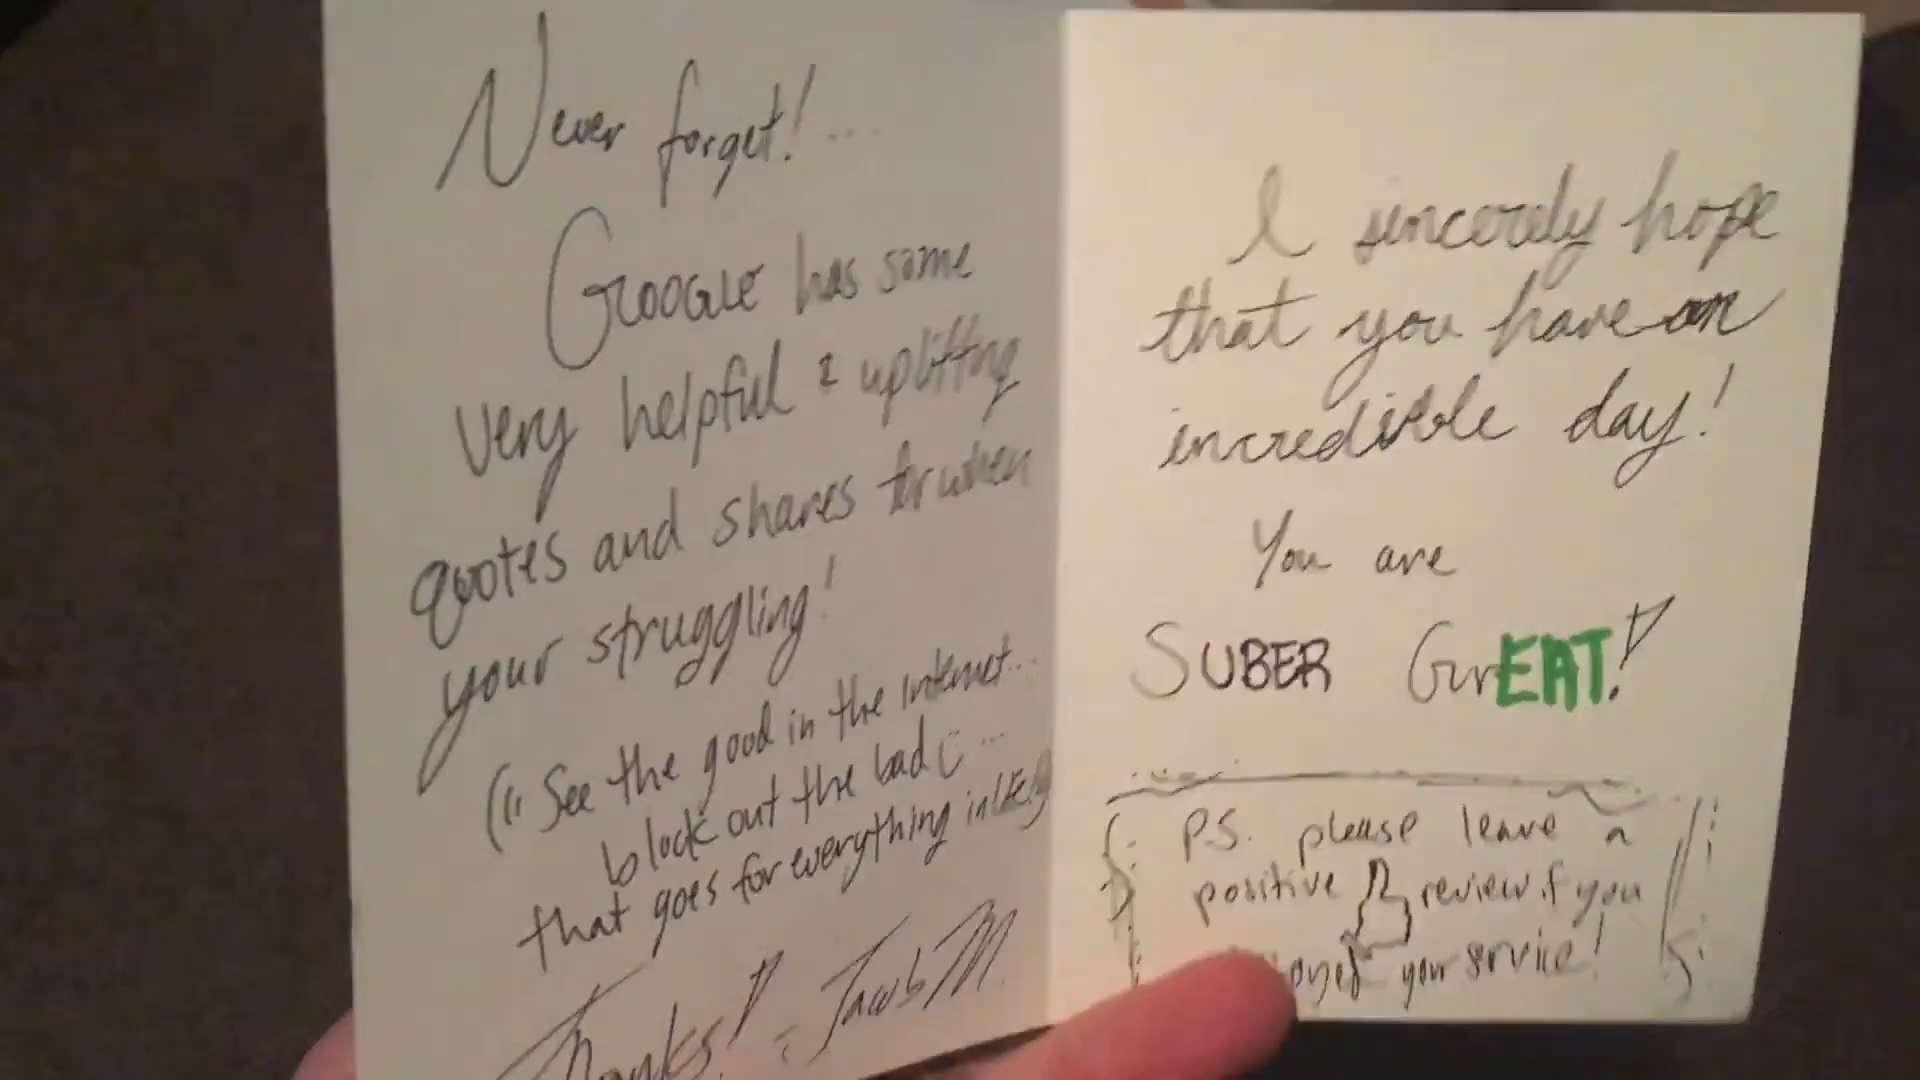 Never forget!....
GOOGLE has some
very helpful & uplifting
quotes and shares for when
your struggling!
(" See the good in the internet...
block out the bad (: ...
that goes for everything in life")
Thanks! - Jacob M.
I sincerely hope
that you have an
incredible day!
You are
SUBER GrEAT!
P.S. please leave a
positive review if you
your service!